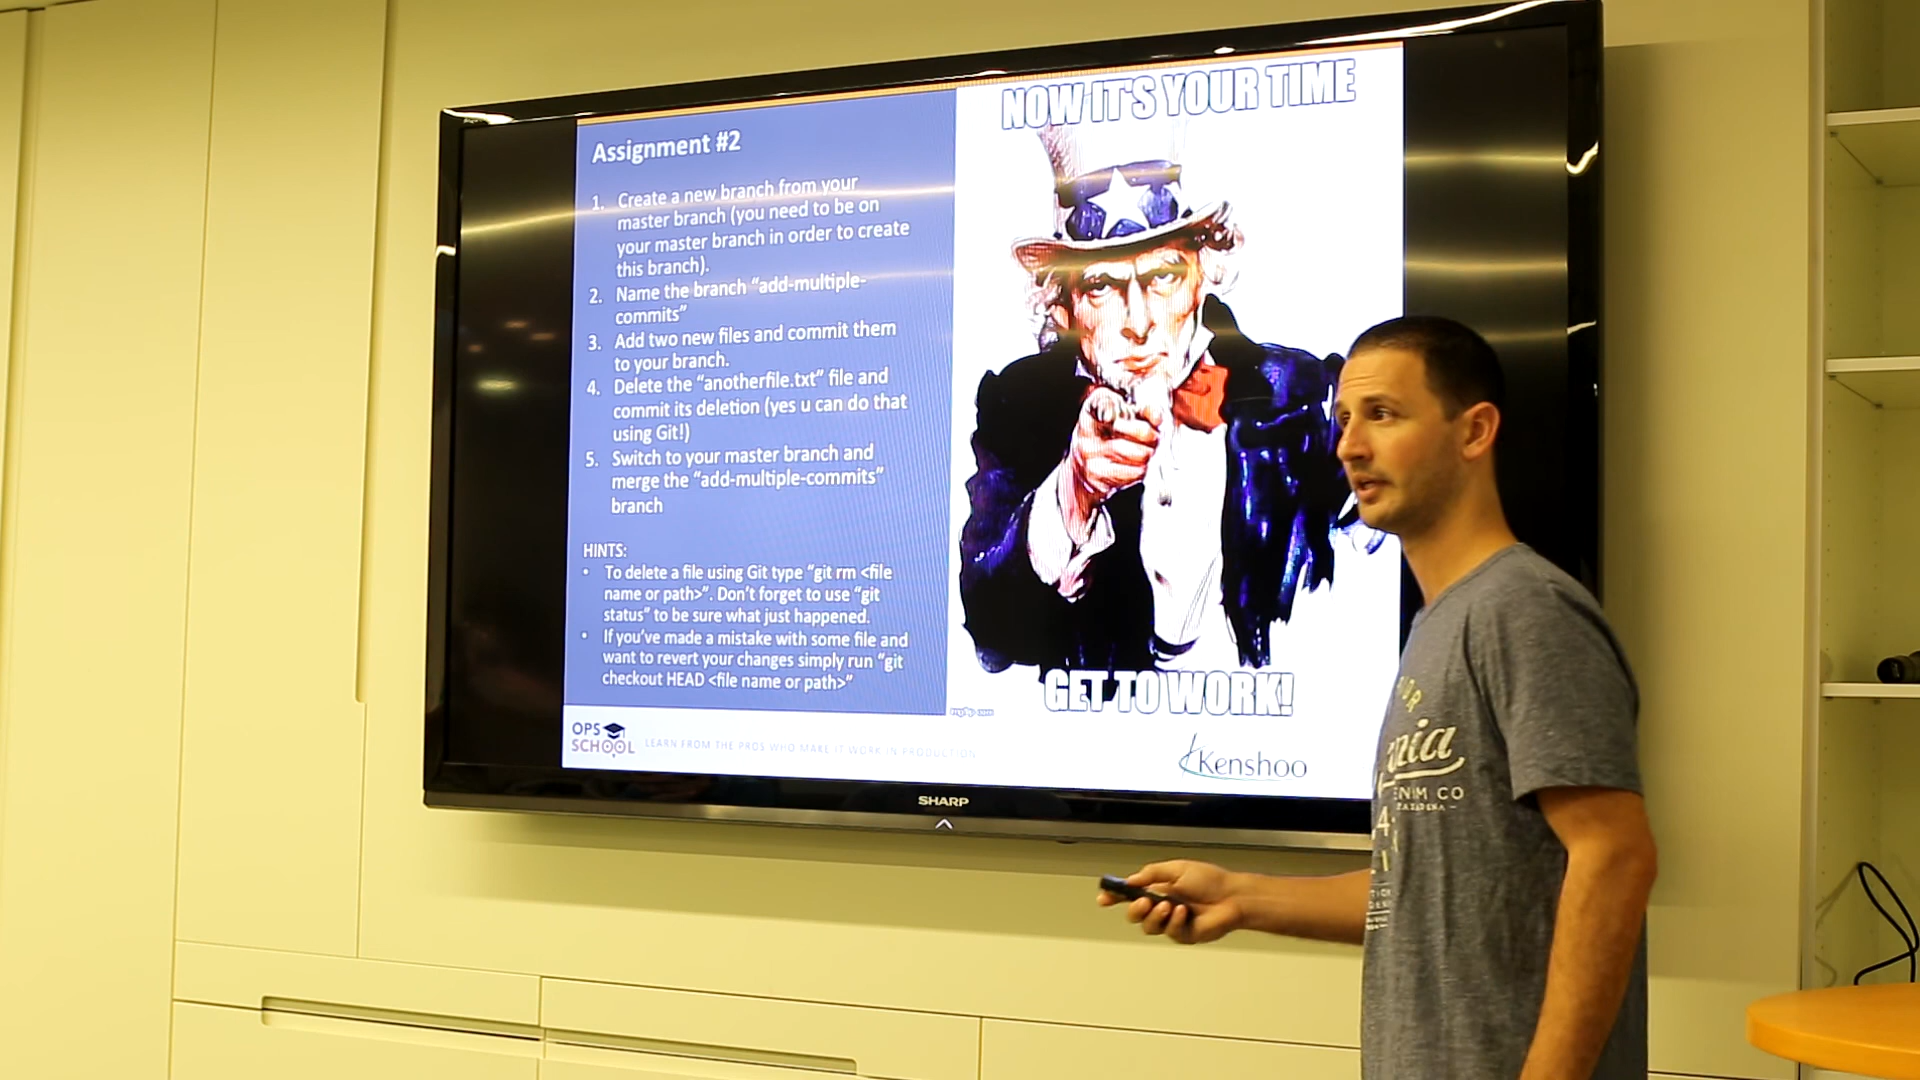 NOW IT'S YOUR TIME
Assignment #2
1. Create a new branch from your
master branch (you need to be on
your master branch in order to create
this branch).
2. Name the branch “add-multiple-
commits”
3. Add two new files and commit them
to your branch.
4. Delete the “anotherfile.txt” file and
commit its deletion (yes u can do that
using Git!)
5. Switch to your master branch and
merge the “add-multiple-commits”
branch
HINTS:
• To delete a file using Git type “git rm <file
name or path>”. Don’t forget to use “git
status” to be sure what just happened.
• If you’ve made a mistake with some file and
want to revert your changes simply run “git
checkout HEAD <file name or path>”
GET TO WORK!
OPS
SCHOOL
LEARN FROM THE PROS WHO MAKE IT WORK IN PRODUCTION
Kenshoo
SHARP
ENIM CO
PAZADENA